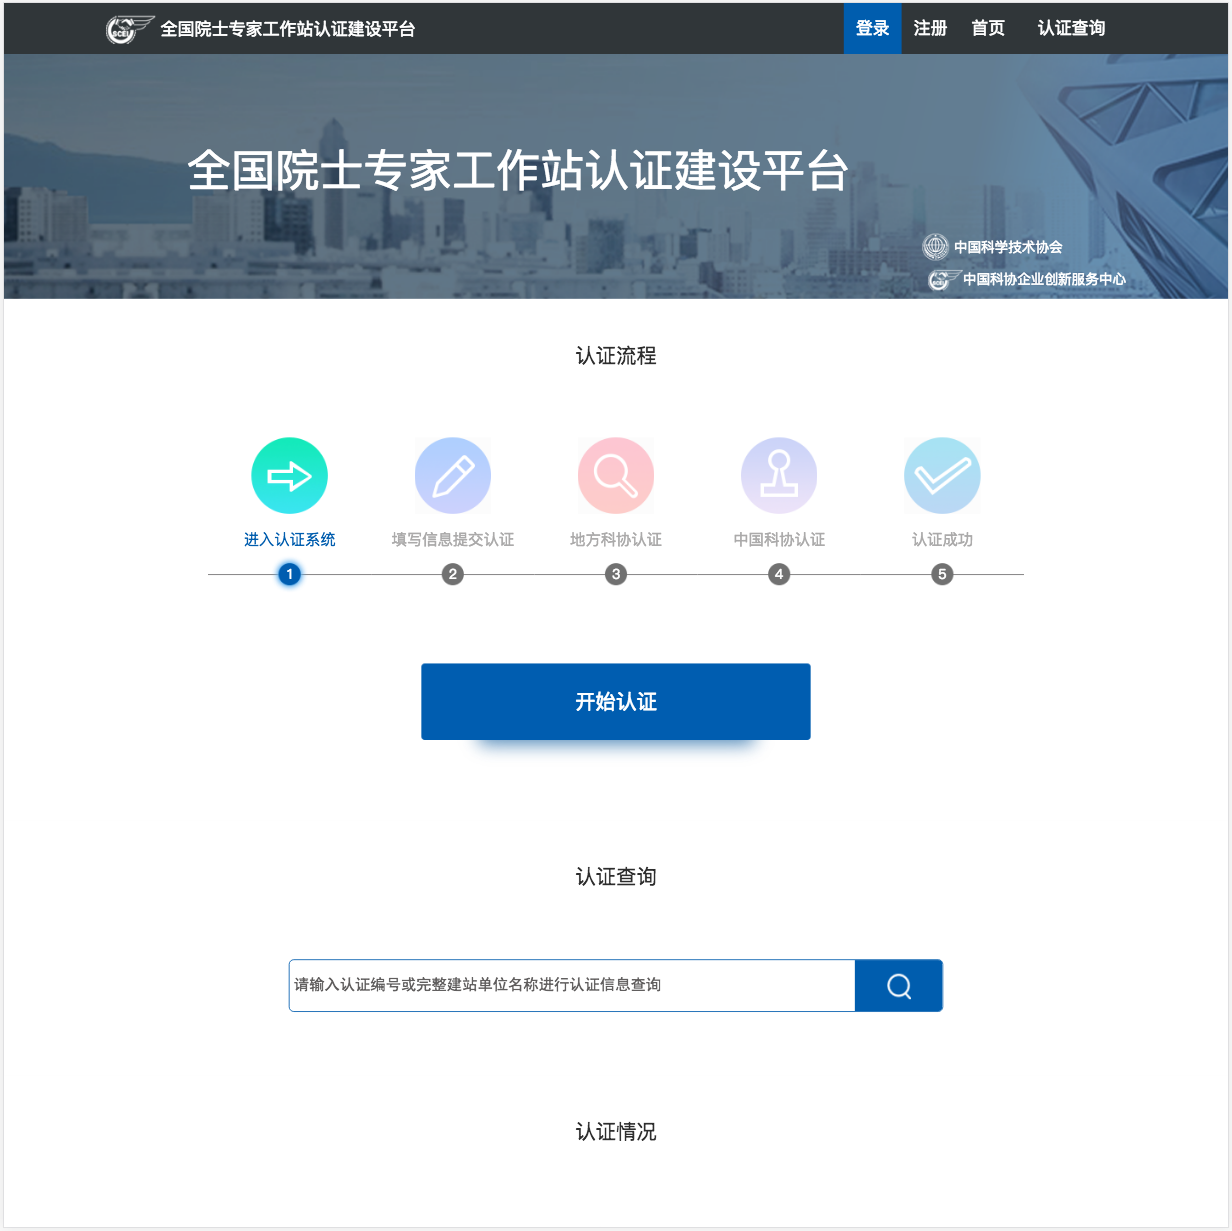 SCEI 全国院士专家工作站认证建设平台 登录 注册 首页 认证查询
全国院士专家工作站认证建设平台
中国科学技术协会
SCEI 中国科协企业创新服务中心
认证流程
进入认证系统 填写信息提交认证 地方科协认证 中国科协认证 认证成功
1 2 3 4 5
开始认证
认证查询
请输入认证编号或完整建站单位名称进行认证信息查询
认证情况